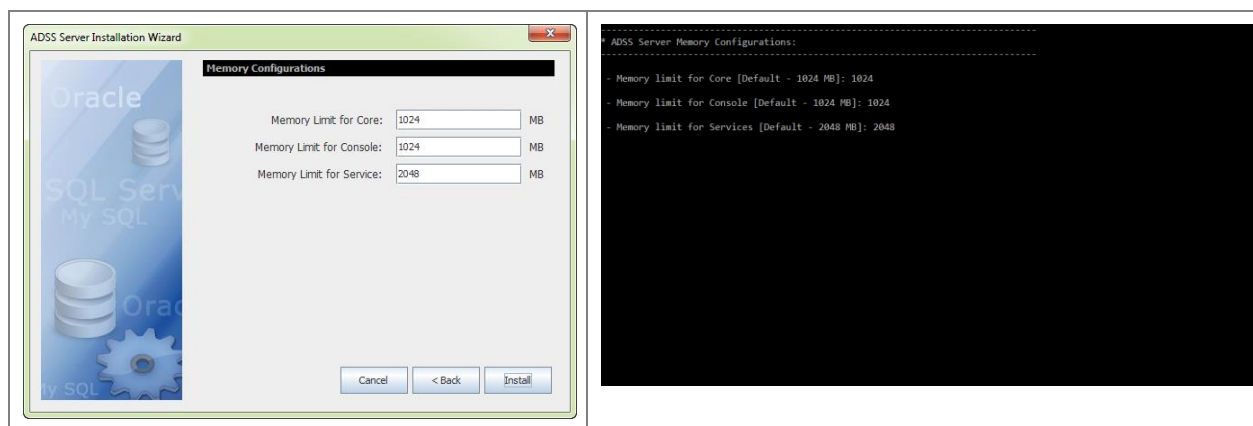 ADSS Server Installation Wizard
Memory Configurations
Oracle
SQL Serv
My SQL
Orac
My SQL
Memory Limit for Core: 1024 MB
Memory Limit for Console: 1024 MB
Memory Limit for Service: 2048 MB
Cancel < Back Install
--------------------------------------------------------------------------------
* ADSS Server Memory Configurations:
--------------------------------------------------------------------------------
- Memory limit for Core [Default - 1024 MB]: 1024
- Memory limit for Console [Default - 1024 MB]: 1024
- Memory limit for Services [Default - 2048 MB]: 2048